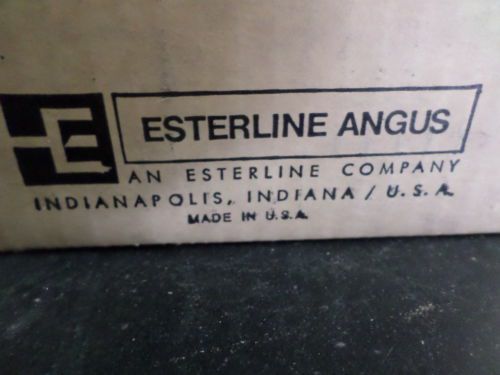 E
ESTERLINE ANGUS
AN ESTERLINE COMPANY
INDIANAPOLIS, INDIANA / U.S.A.
MADE IN U.S.A.